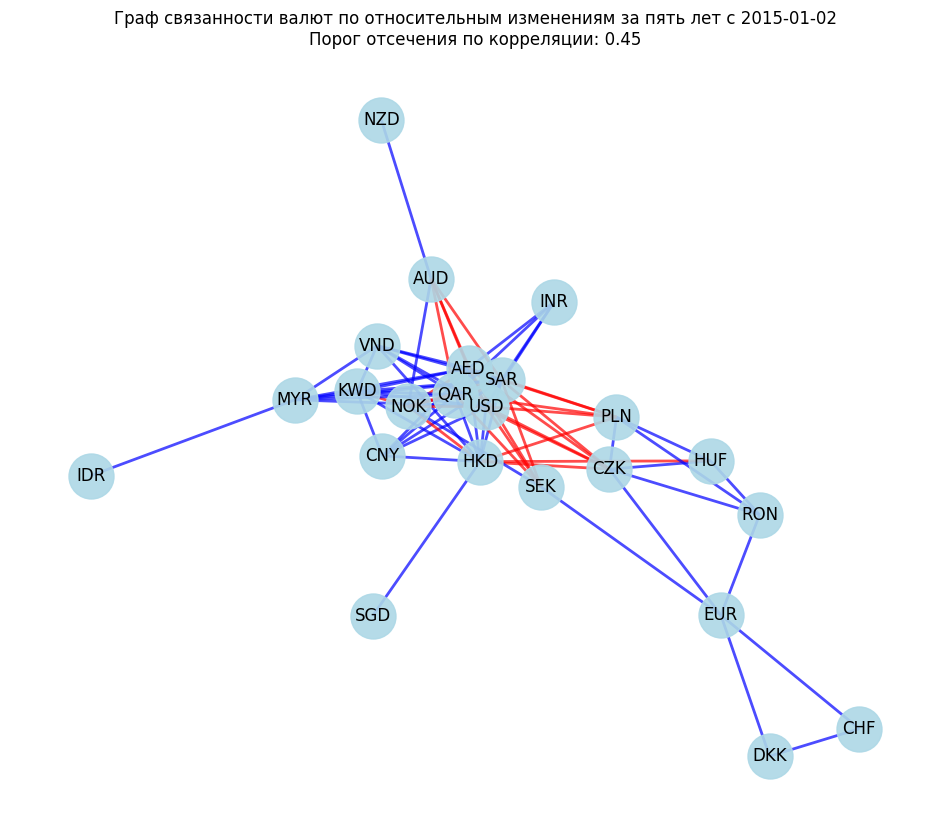 Граф связанности валют по относительным изменениям за пять лет с 2015-01-02
Порог отсечения по корреляции: 0.45
NZD
AUD
INR
VND
AED
SAR
KWD
QAR
MYR
NOK
USD
PLN
CNY
HKD
HUF
CZK
IDR
SEK
RON
SGD
EUR
CHF
DKK